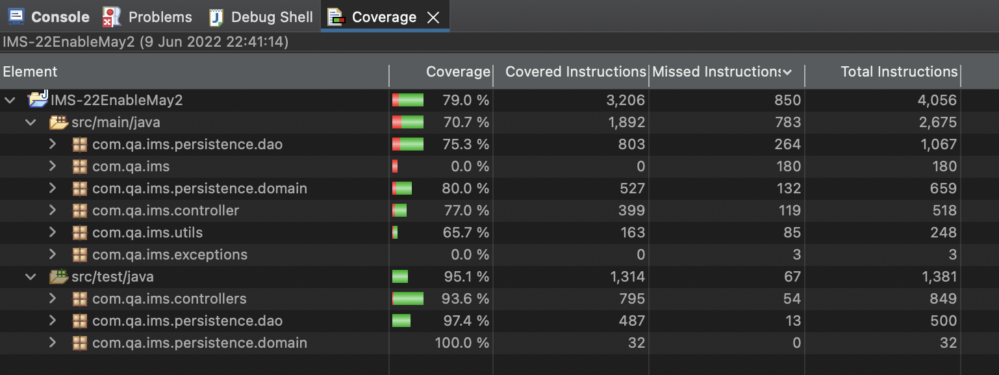 Console Problems Debug Shell Coverage
IMS-22EnableMay2 (9 Jun 2022 22:41:14)
Element Coverage Covered Instructions Missed Instructions Total Instructions
IMS-22EnableMay2 79.0 % 3,206 850 4,056
src/main/java 70.7 % 1,892 783 2,675
com.qa.ims.persistence.dao 75.3 % 803 264 1,067
com.qa.ims 0.0 % 0 180 180
com.qa.ims.persistence.domain 80.0 % 527 132 659
com.qa.ims.controller 77.0 % 399 119 518
com.qa.ims.utils 65.7 % 163 85 248
com.qa.ims.exceptions 0.0 % 0 3 3
src/test/java 95.1 % 1,314 67 1,381
com.qa.ims.controllers 93.6 % 795 54 849
com.qa.ims.persistence.dao 97.4 % 487 13 500
com.qa.ims.persistence.domain 100.0 % 32 0 32